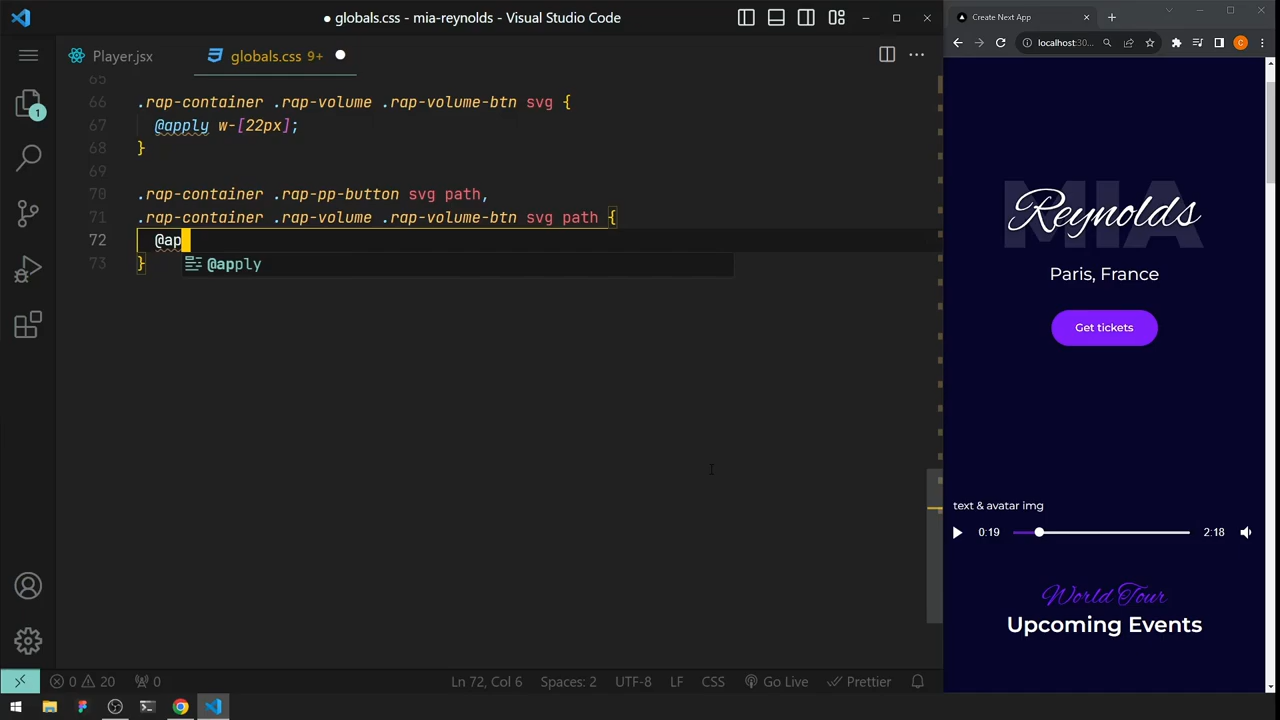 globals.css - mia-reynolds - Visual Studio Code
Player.jsx
globals.css 9+
65
66 .rap-container .rap-volume .rap-volume-btn svg {
67 @apply w-[22px];
68 }
69
70 .rap-container .rap-pp-button svg path,
71 .rap-container .rap-volume .rap-volume-btn svg path {
72 @ap
@apply
73 }
1
0 20 0
Ln 72, Col 6 Spaces: 2 UTF-8 LF CSS Go Live Prettier
Create Next App
localhost:30...
C
MIA
Reynolds
Paris, France
Get tickets
text & avatar img
0:19 2:18
World Tour
Upcoming Events